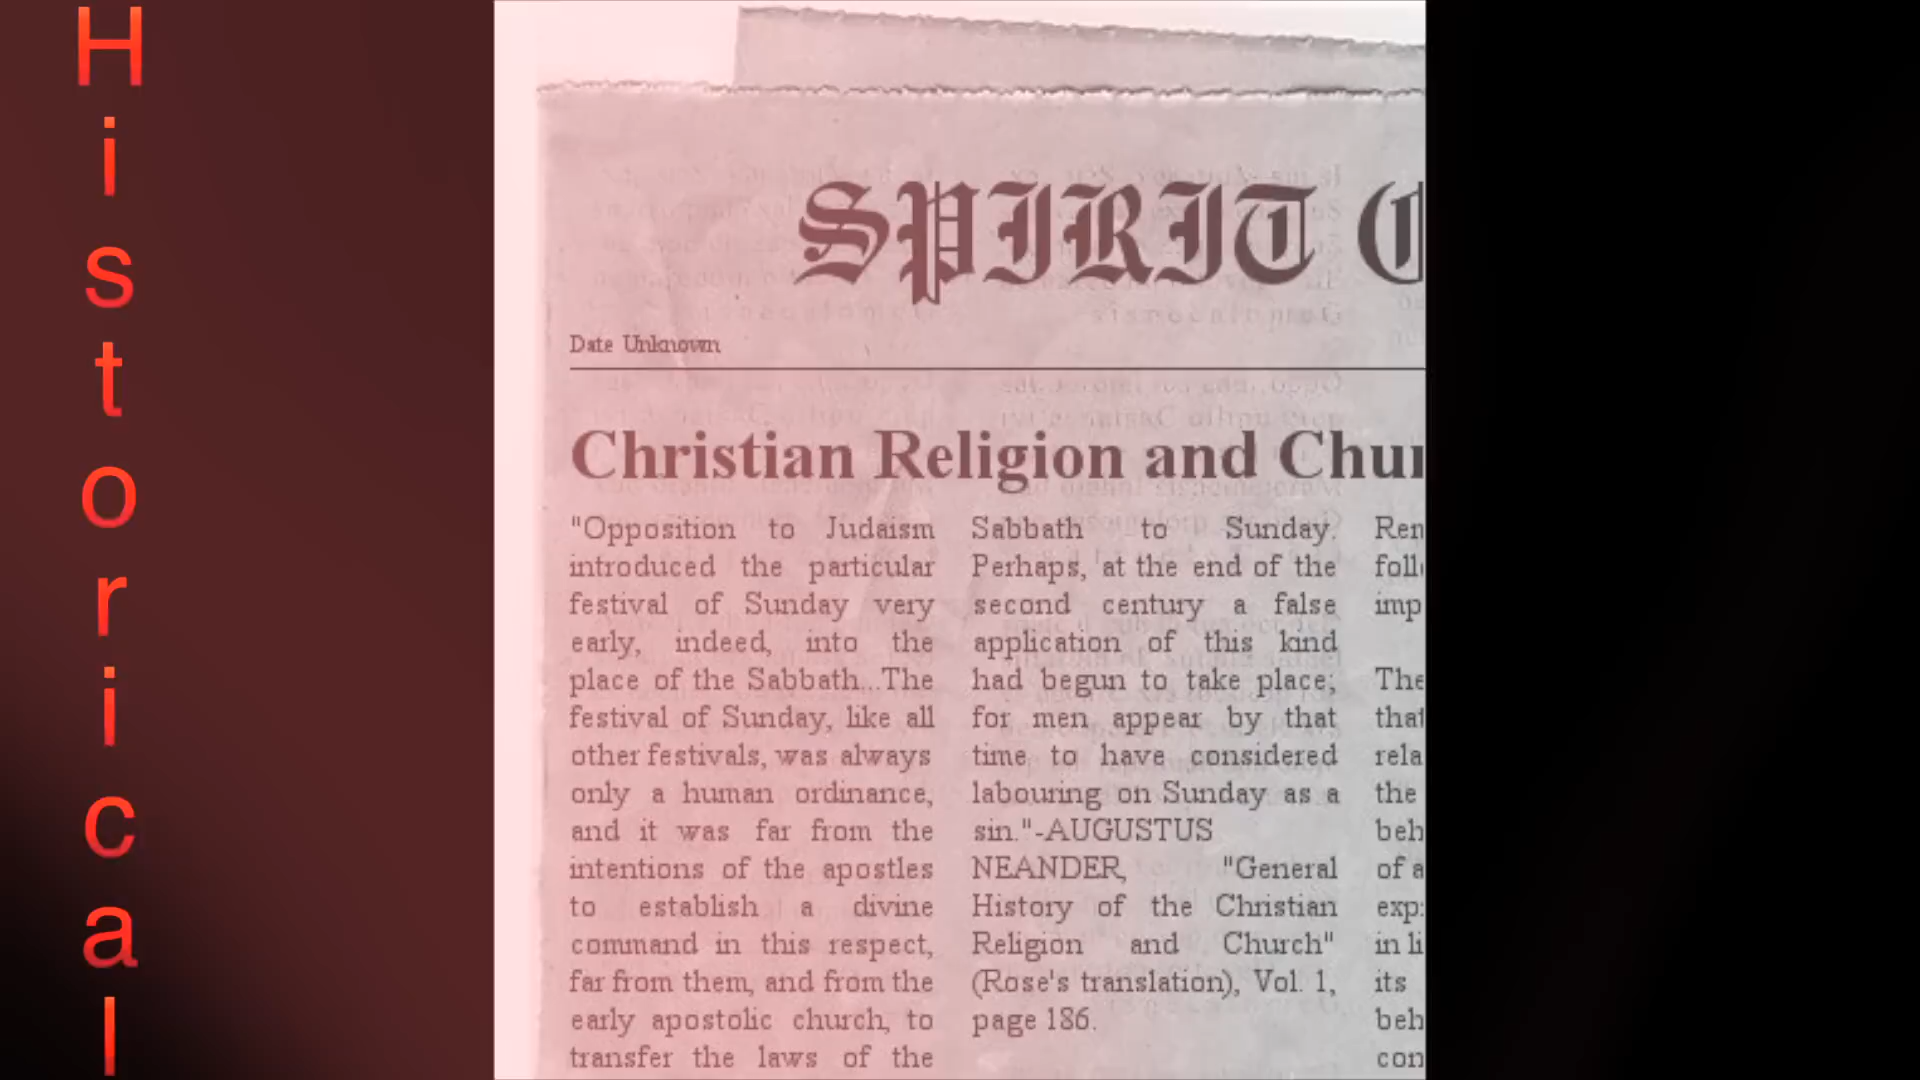 Historical
SPIRIT
Date Unknown
Christian Religion and
"Opposition to Judaism
introduced the particular
festival of Sunday very
early, indeed, into the
place of the Sabbath...The
festival of Sunday, like all
other festivals, was always
only a human ordinance,
and it was far from the
intentions of the apostles
to establish a divine
command in this respect,
far from them, and from the
early apostolic church, to
transfer the laws of the
Sabbath to Sunday.
Perhaps, at the end of the
second century a false
application of this kind
had begun to take place;
for men appear by that
time to have considered
labouring on Sunday as a
sin."-AUGUSTUS
NEANDER, "General
History of the Christian
Religion and Church"
(Rose's translation), Vol. 1,
page 186.
the
of
in
its